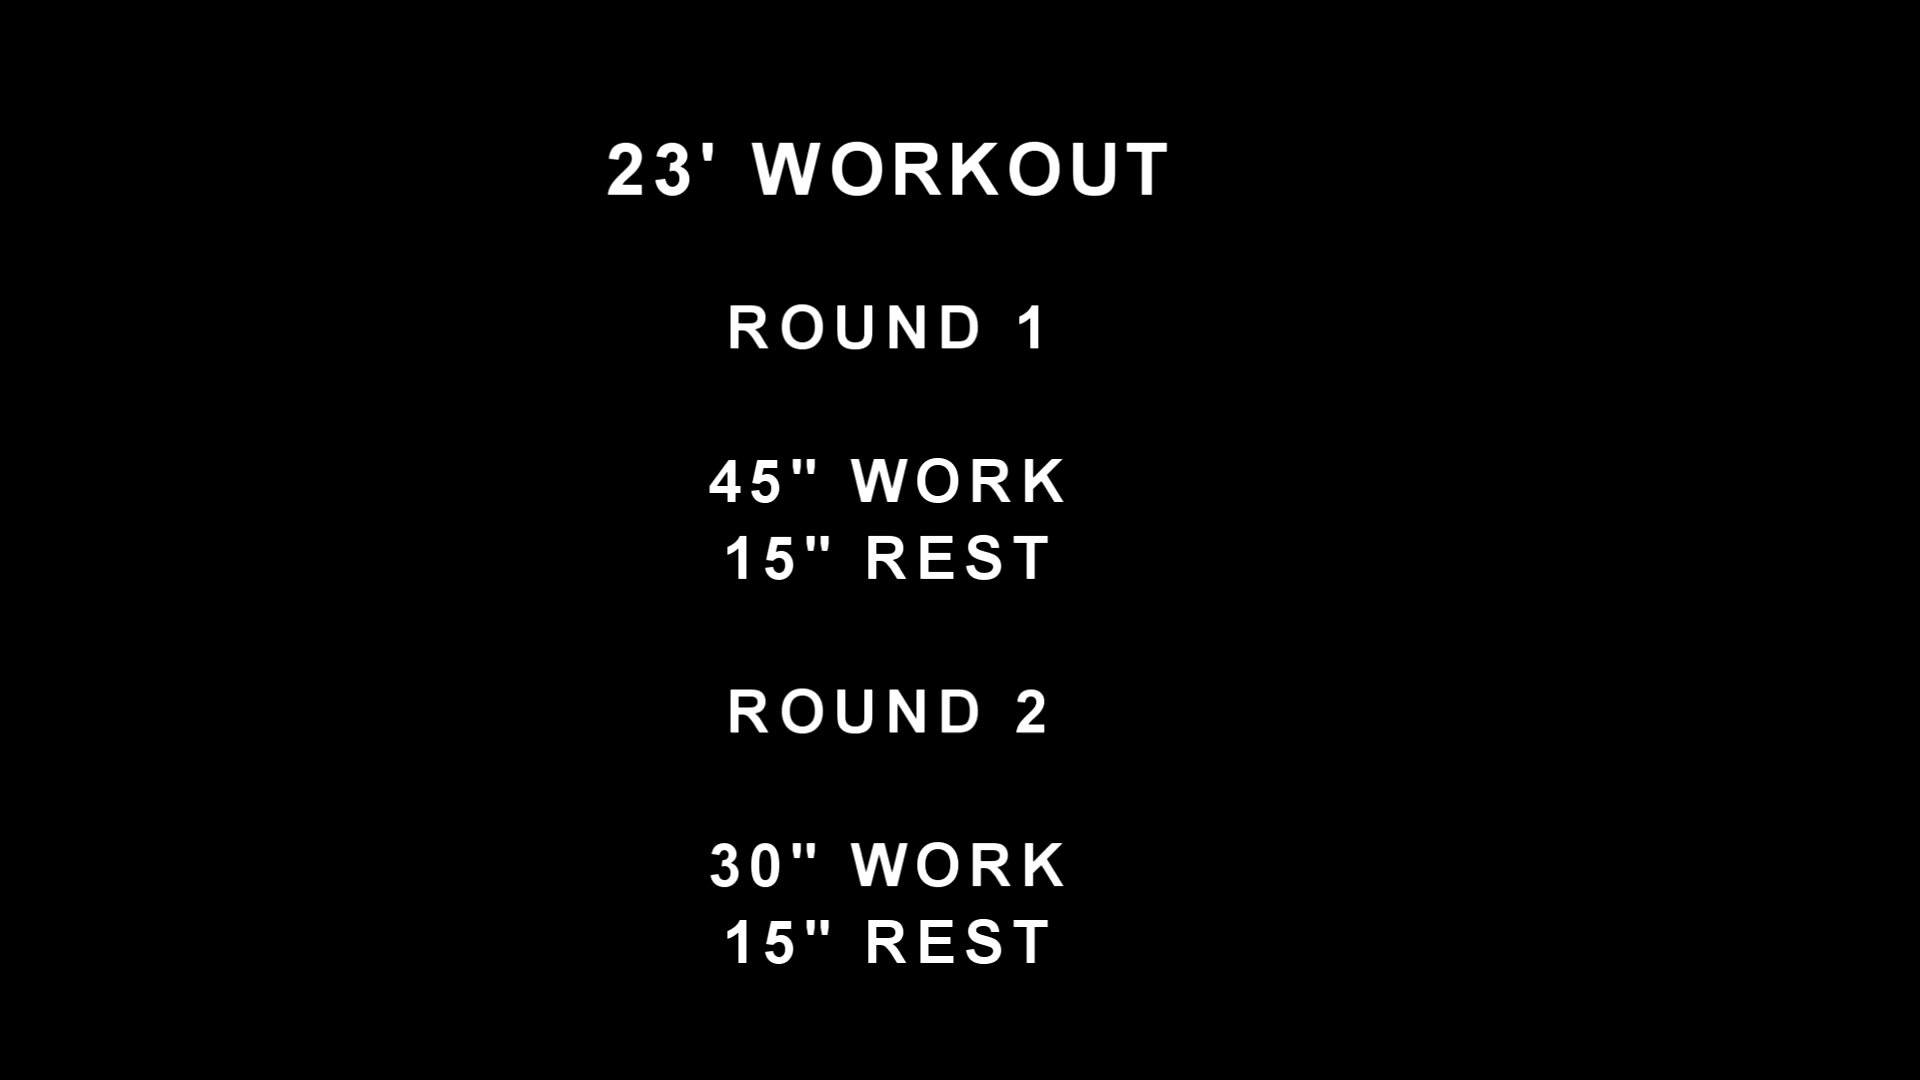 23' WORKOUT
ROUND 1
45" WORK
15" REST
ROUND 2
30" WORK
15" REST